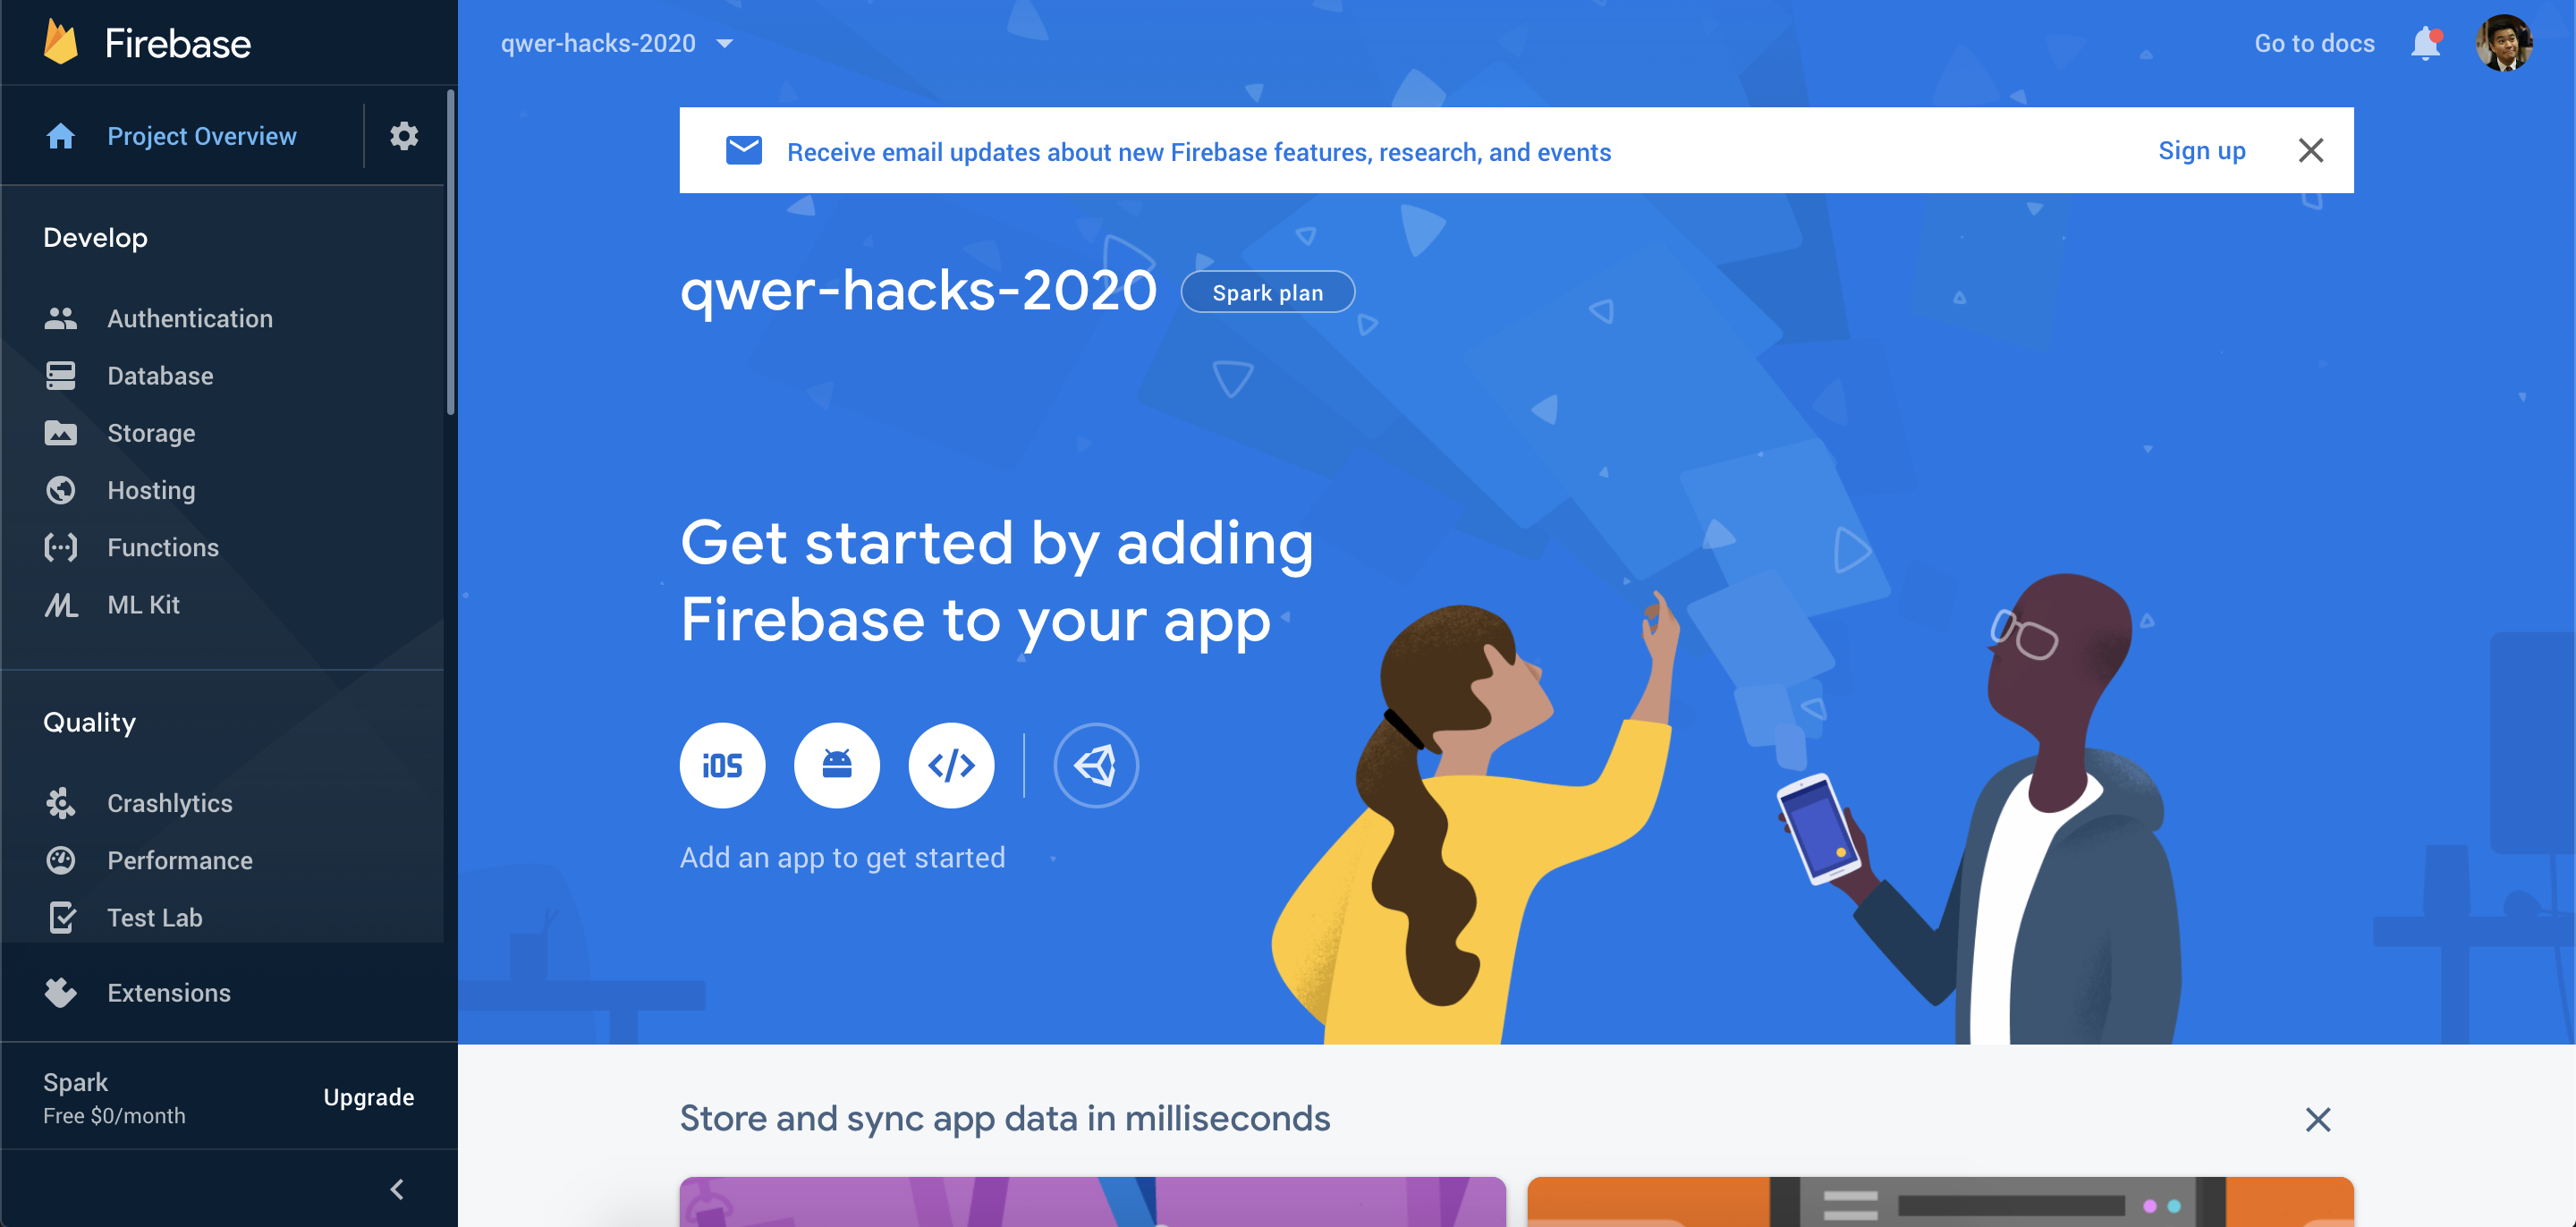 Firebase
Project Overview
Develop
Authentication
Database
Storage
Hosting
Functions
ML Kit
Quality
Crashlytics
Performance
Test Lab
Extensions
Spark
Free $0/month
Upgrade
qwer-hacks-2020
Go to docs
Receive email updates about new Firebase features, research, and events
Sign up
qwer-hacks-2020
Spark plan
Get started by adding
Firebase to your app
iOS
Add an app to get started
Store and sync app data in milliseconds